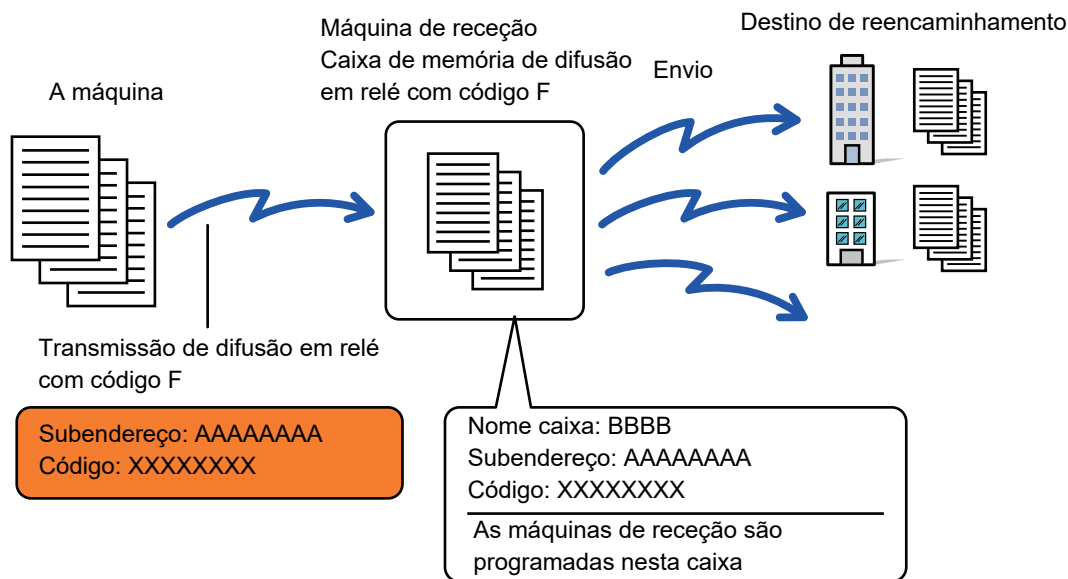 A máquina
Máquina de receção
Caixa de memória de difusão
em relé com código F
Envio
Destino de reencaminhamento
Transmissão de difusão em relé
com código F
Subendereço: AAAAAAAA
Código: XXXXXXXX
Nome caixa: BBBB
Subendereço: AAAAAAAA
Código: XXXXXXXX
As máquinas de receção são
programadas nesta caixa